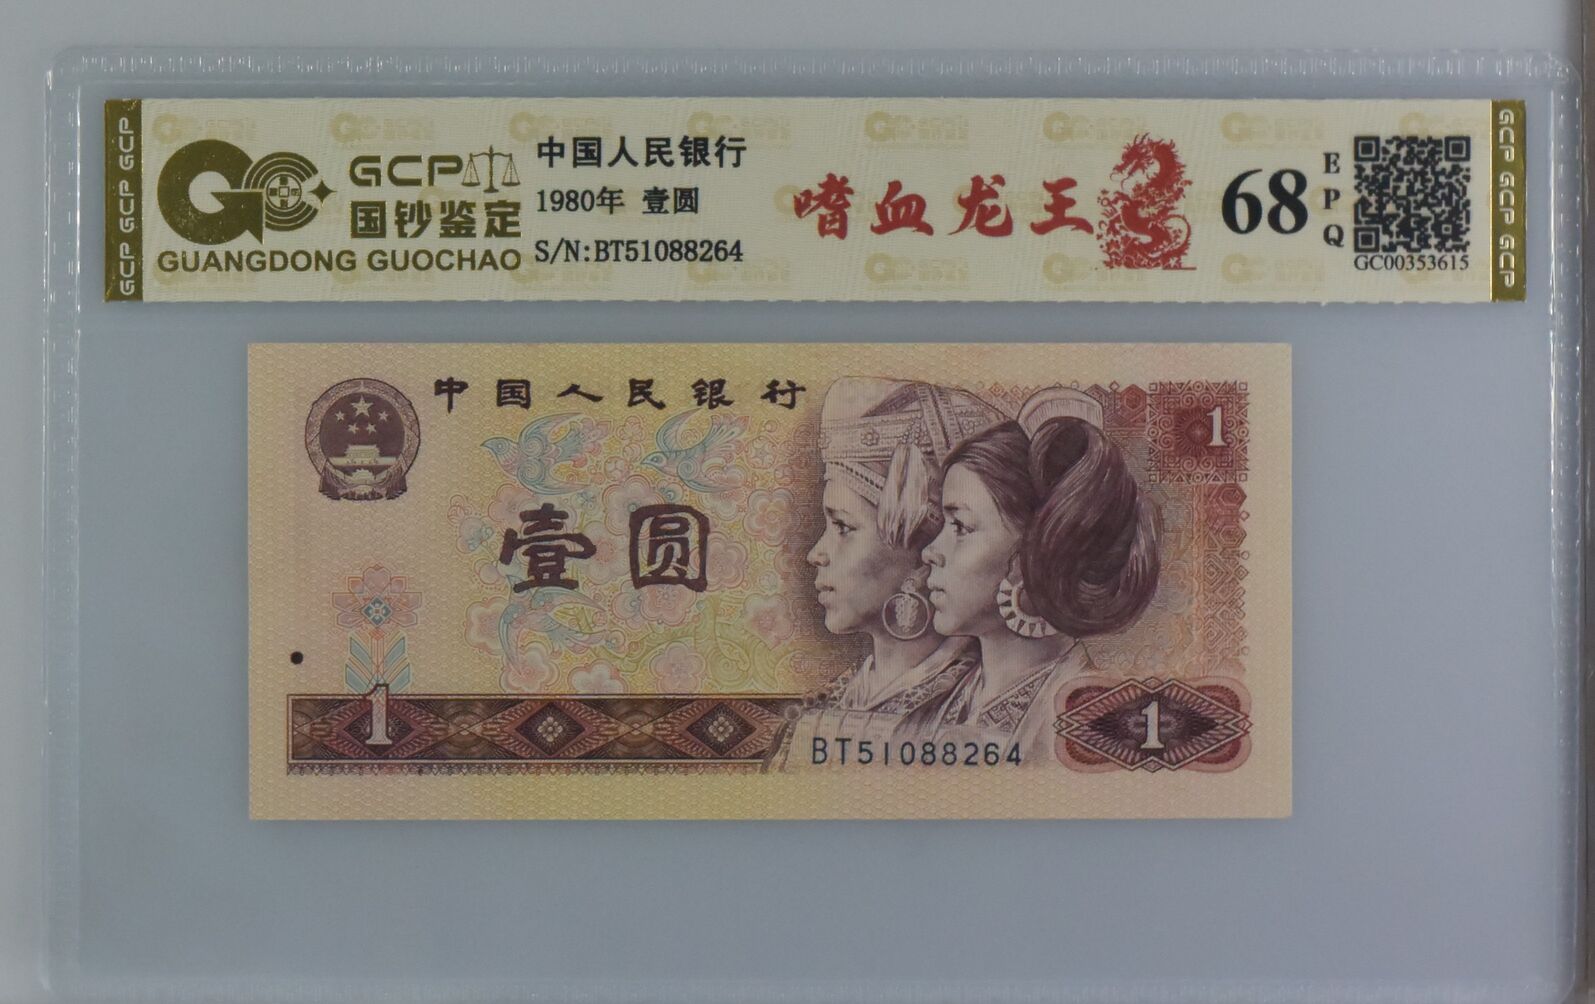 GCP GCP GCP
GCP
国钞鉴定
GUANGDONG GUOCHAO
中国人民银行
1980年 壹圆
S/N:BT51088264
嗜血龙王
68
EPQ
GC00353615
GCP GCP GCP
中国人民银行
1
壹圆
1
1
BT51088264